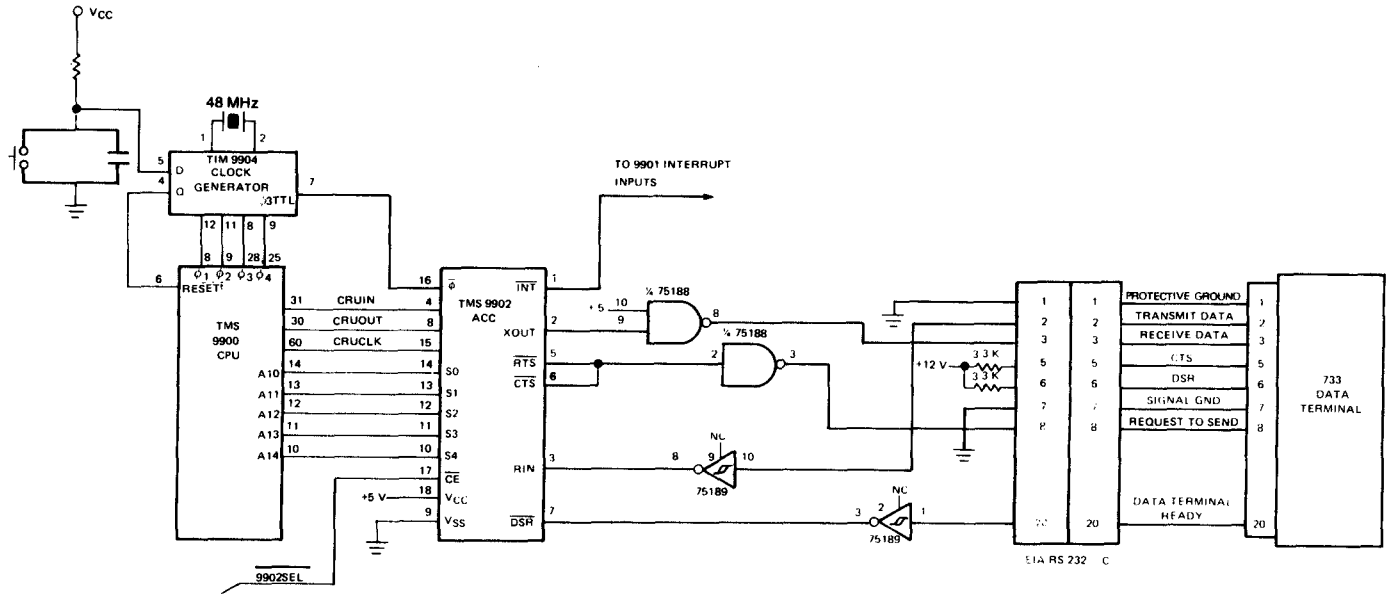 VCC
48 MHz
1
2
TIM 9904
CLOCK
GENERATOR
5
D
4
Q
φ3TTL
7
12
11
8
9
8
9
28
25
φ1
φ2
φ3
φ4
6
RESET
TMS
9900
CPU
31
CRUIN
4
30
CRUOUT
8
60
CRUCLK
15
A10
14
14
S0
A11
13
13
S1
A12
12
12
S2
A13
11
11
S3
A14
10
10
S4
17
CE
+5 V
18
VCC
9
VSS
9902SEL
16
φ
TMS 9902
ACC
INT
1
TO 9901 INTERRUPT
INPUTS
XOUT
2
+5
10
9
¼ 75188
8
RTS
5
CTS
6
2
¼ 75188
3
RIN
3
8
NC
9
10
75189
DSR
7
3
NC
2
1
75189
+12 V
3 3 K
3 3 K
1
1
PROTECTIVE GROUND
1
2
2
TRANSMIT DATA
2
3
3
RECEIVE DATA
3
5
5
CTS
5
6
6
DSR
6
7
7
SIGNAL GND
7
8
8
REQUEST TO SEND
8
20
20
DATA TERMINAL
READY
20
733
DATA
TERMINAL
EIA RS 232 C